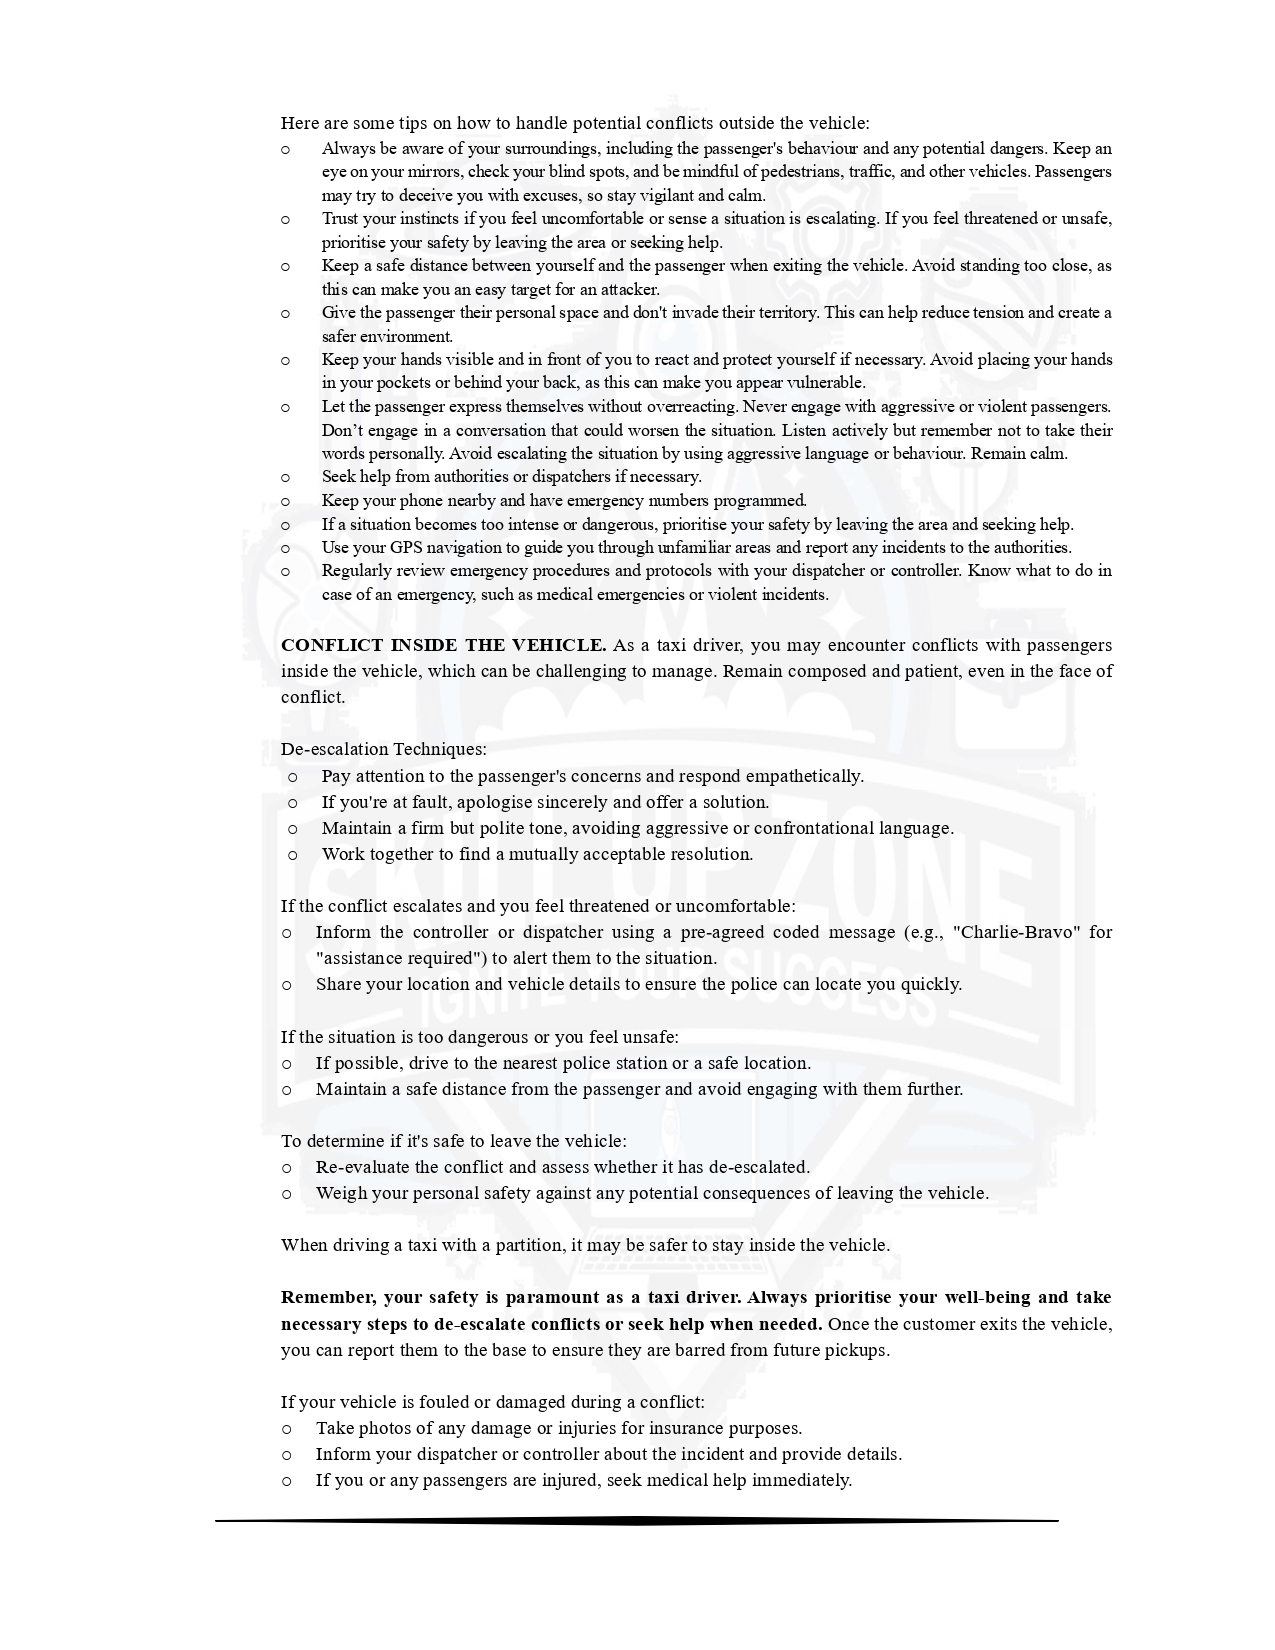 Here are some tips on how to handle potential conflicts outside the vehicle:
o Always be aware of your surroundings, including the passenger's behaviour and any potential dangers. Keep an
eye on your mirrors, check your blind spots, and be mindful of pedestrians, traffic, and other vehicles. Passengers
may try to deceive you with excuses, so stay vigilant and calm.
o Trust your instincts if you feel uncomfortable or sense a situation is escalating. If you feel threatened or unsafe,
prioritise your safety by leaving the area or seeking help.
o Keep a safe distance between yourself and the passenger when exiting the vehicle. Avoid standing too close, as
this can make you an easy target for an attacker.
o Give the passenger their personal space and don't invade their territory. This can help reduce tension and create a
safer environment.
o Keep your hands visible and in front of you to react and protect yourself if necessary. Avoid placing your hands
in your pockets or behind your back, as this can make you appear vulnerable.
o Let the passenger express themselves without overreacting. Never engage with aggressive or violent passengers.
Don’t engage in a conversation that could worsen the situation. Listen actively but remember not to take their
words personally. Avoid escalating the situation by using aggressive language or behaviour. Remain calm.
o Seek help from authorities or dispatchers if necessary.
o Keep your phone nearby and have emergency numbers programmed.
o If a situation becomes too intense or dangerous, prioritise your safety by leaving the area and seeking help.
o Use your GPS navigation to guide you through unfamiliar areas and report any incidents to the authorities.
o Regularly review emergency procedures and protocols with your dispatcher or controller. Know what to do in
case of an emergency, such as medical emergencies or violent incidents.
CONFLICT INSIDE THE VEHICLE. As a taxi driver, you may encounter conflicts with passengers
inside the vehicle, which can be challenging to manage. Remain composed and patient, even in the face of
conflict.
De-escalation Techniques:
o Pay attention to the passenger's concerns and respond empathetically.
o If you're at fault, apologise sincerely and offer a solution.
o Maintain a firm but polite tone, avoiding aggressive or confrontational language.
o Work together to find a mutually acceptable resolution.
SKILL UP ZONE
If the conflict escalates and you feel threatened or uncomfortable:
o Inform the controller or dispatcher using a pre-agreed coded message (e.g., "Charlie-Bravo" for
"assistance required") to alert them to the situation.
o Share your location and vehicle details to ensure the police can locate you quickly.
IGNITE YOUR SUCCESS
If the situation is too dangerous or you feel unsafe:
o If possible, drive to the nearest police station or a safe location.
o Maintain a safe distance from the passenger and avoid engaging with them further.
To determine if it's safe to leave the vehicle:
o Re-evaluate the conflict and assess whether it has de-escalated.
o Weigh your personal safety against any potential consequences of leaving the vehicle.
When driving a taxi with a partition, it may be safer to stay inside the vehicle.
Remember, your safety is paramount as a taxi driver. Always prioritise your well-being and take
necessary steps to de-escalate conflicts or seek help when needed. Once the customer exits the vehicle,
you can report them to the base to ensure they are barred from future pickups.
If your vehicle is fouled or damaged during a conflict:
o Take photos of any damage or injuries for insurance purposes.
o Inform your dispatcher or controller about the incident and provide details.
o If you or any passengers are injured, seek medical help immediately.